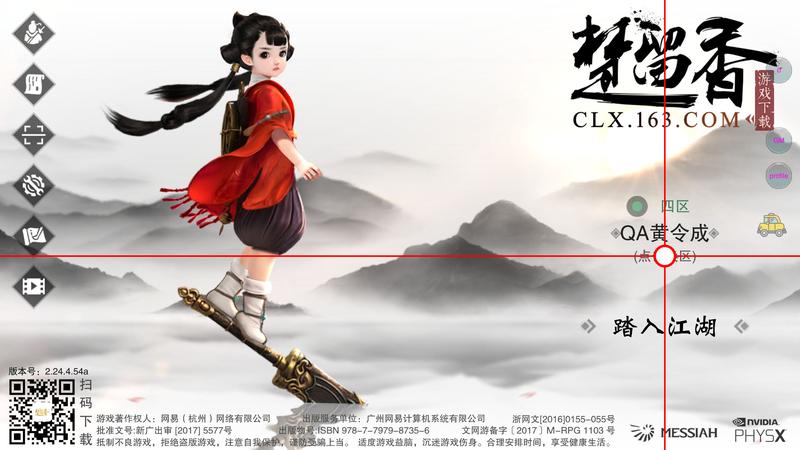 楚留香
游戏下载
CLX.163.COM
GM
profile
四区
QA黄令成
(点
区)
踏入江湖
版本号：2.24.4.54a
扫码下载
游戏著作权人：网易（杭州）网络有限公司 出版服务单位：广州网易计算机系统有限公司 浙网文[2016]0155-055号
批准文号:新广出审 [2017] 5577号 出版物号:ISBN 978-7-7979-8735-6 文网游备字〔2017〕M-RPG 1103 号
抵制不良游戏，拒绝盗版游戏，注意自我保护，谨防受骗上当。 适度游戏益脑，沉迷游戏伤身。合理安排时间，享受健康生活。
MESSIAH
NVIDIA
PHYSX